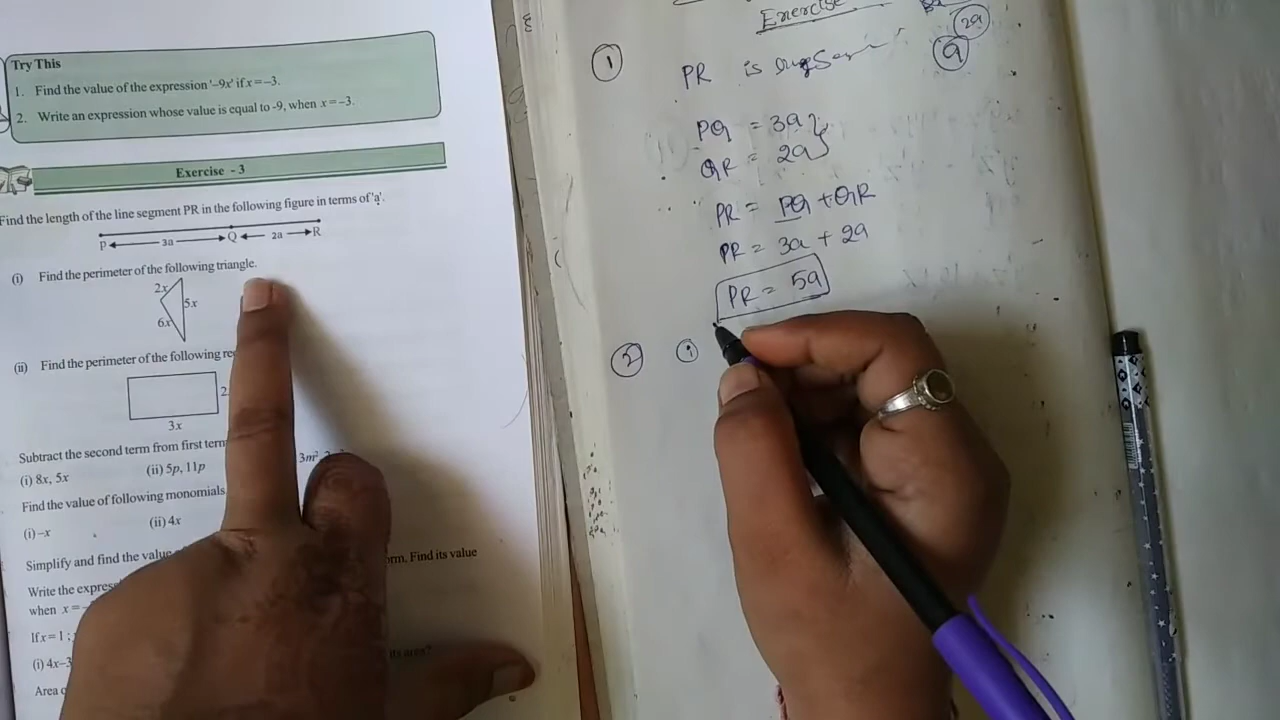 Try This
1. Find the value of the expression '–9x' if x = –3.
2. Write an expression whose value is equal to -9, when x = –3.
Exercise - 3
Find the length of the line segment PR in the following figure in terms of 'a'.
P 3a Q 2a R
(i) Find the perimeter of the following triangle.
2x
5x
6x
(ii) Find the perimeter of the following
2
3x
Subtract the second term from first
(i) 8x, 5x (ii) 5p, 11p 3m²
Find the value of following monomials
(i) –x (ii) 4x
Simplify and find the Find its value
Write the
when x =
If x = 1 ;
(i) 4x–3 its area?
Area
Exercise
2a
① PR is a
PQ = 3a
QR = 2a
PR = PQ + QR
PR = 3a + 2a
PR = 5a
② ⓘ